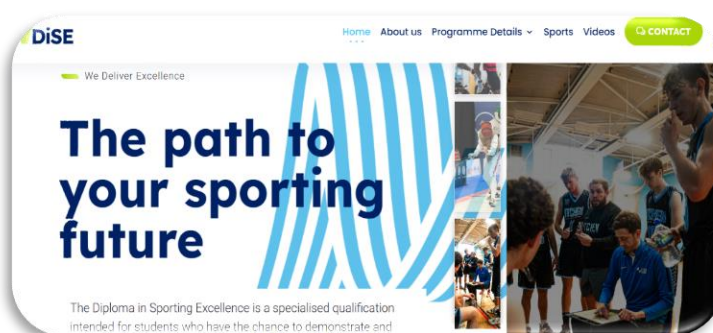 DiSE
Home About us Programme Details Sports Videos CONTACT
We Deliver Excellence
The path to
your sporting
future
The Diploma in Sporting Excellence is a specialised qualification
intended for students who have the chance to demonstrate and